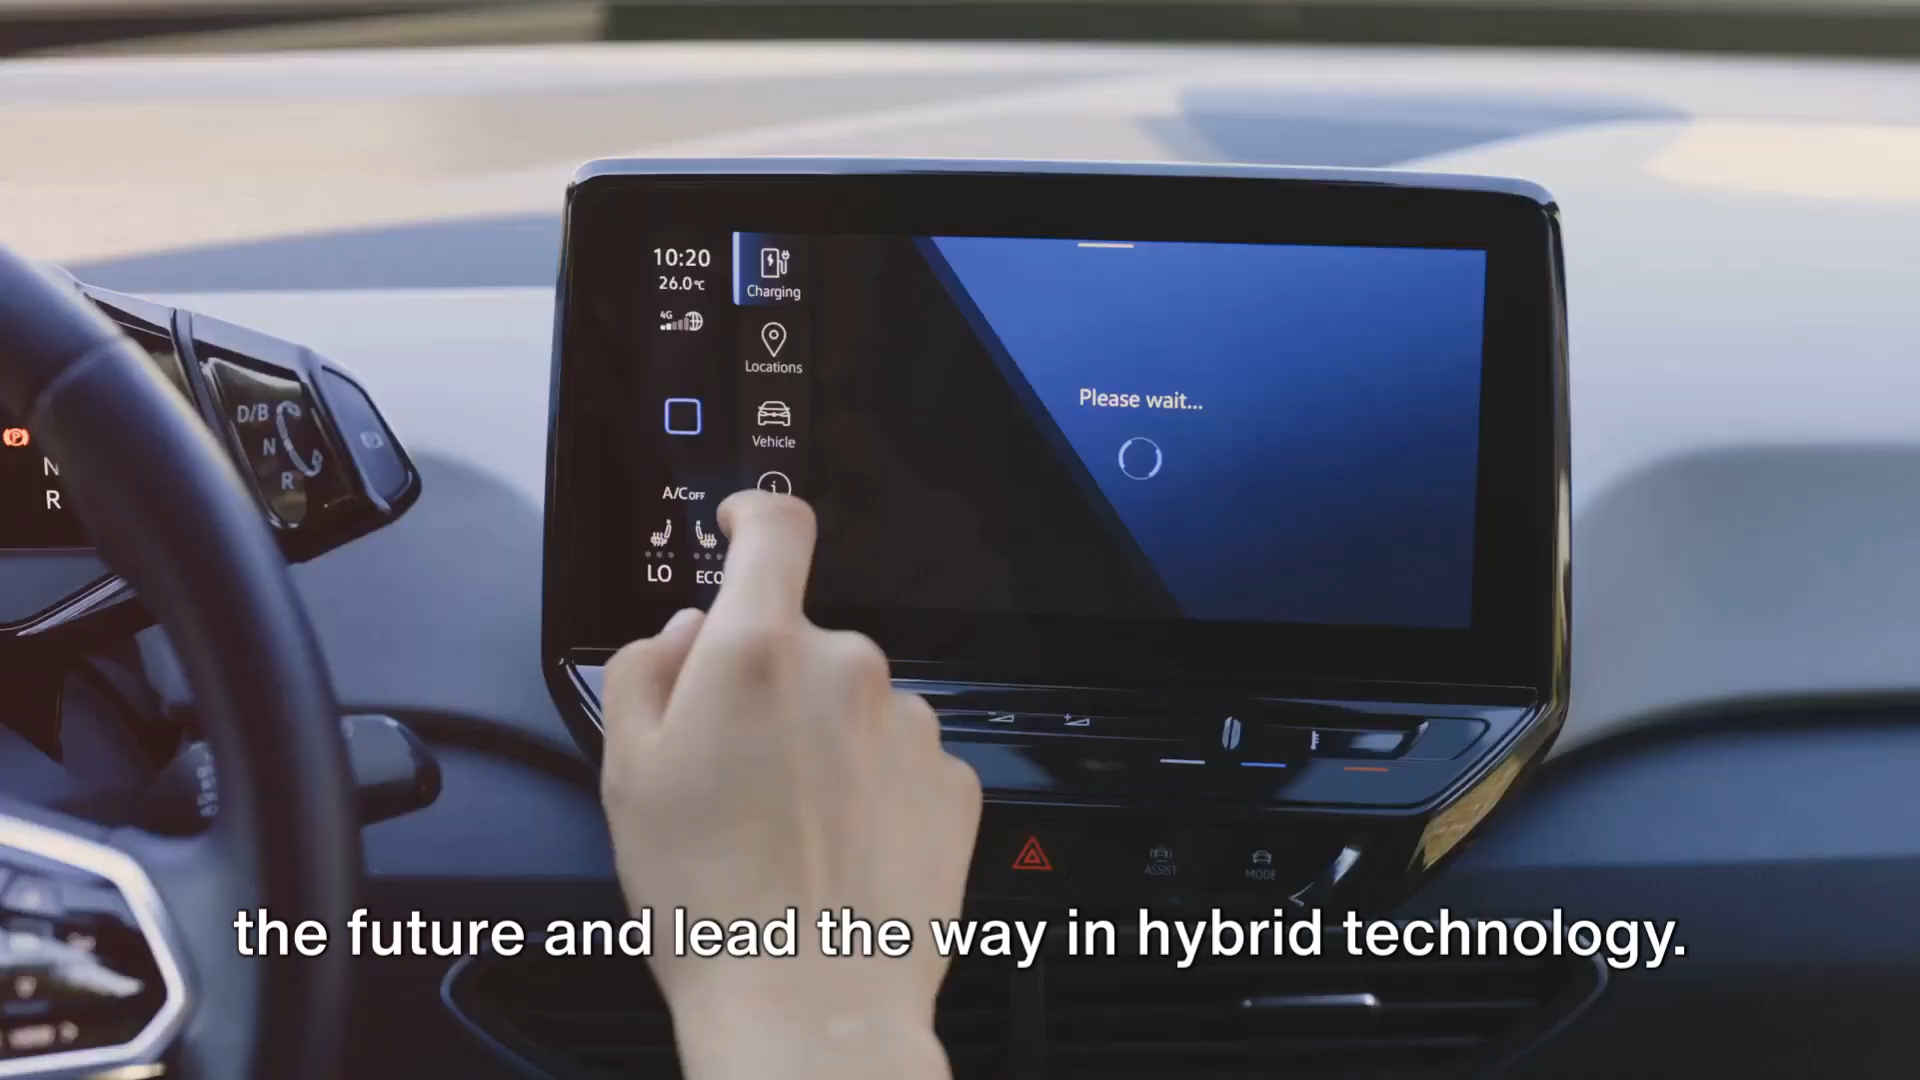 10:20
26.0°C
4G
Charging
Locations
Vehicle
Please wait...
A/C OFF
LO
ECO
D/B
N
R
N
R
ASSIST
MODE
the future and lead the way in hybrid technology.